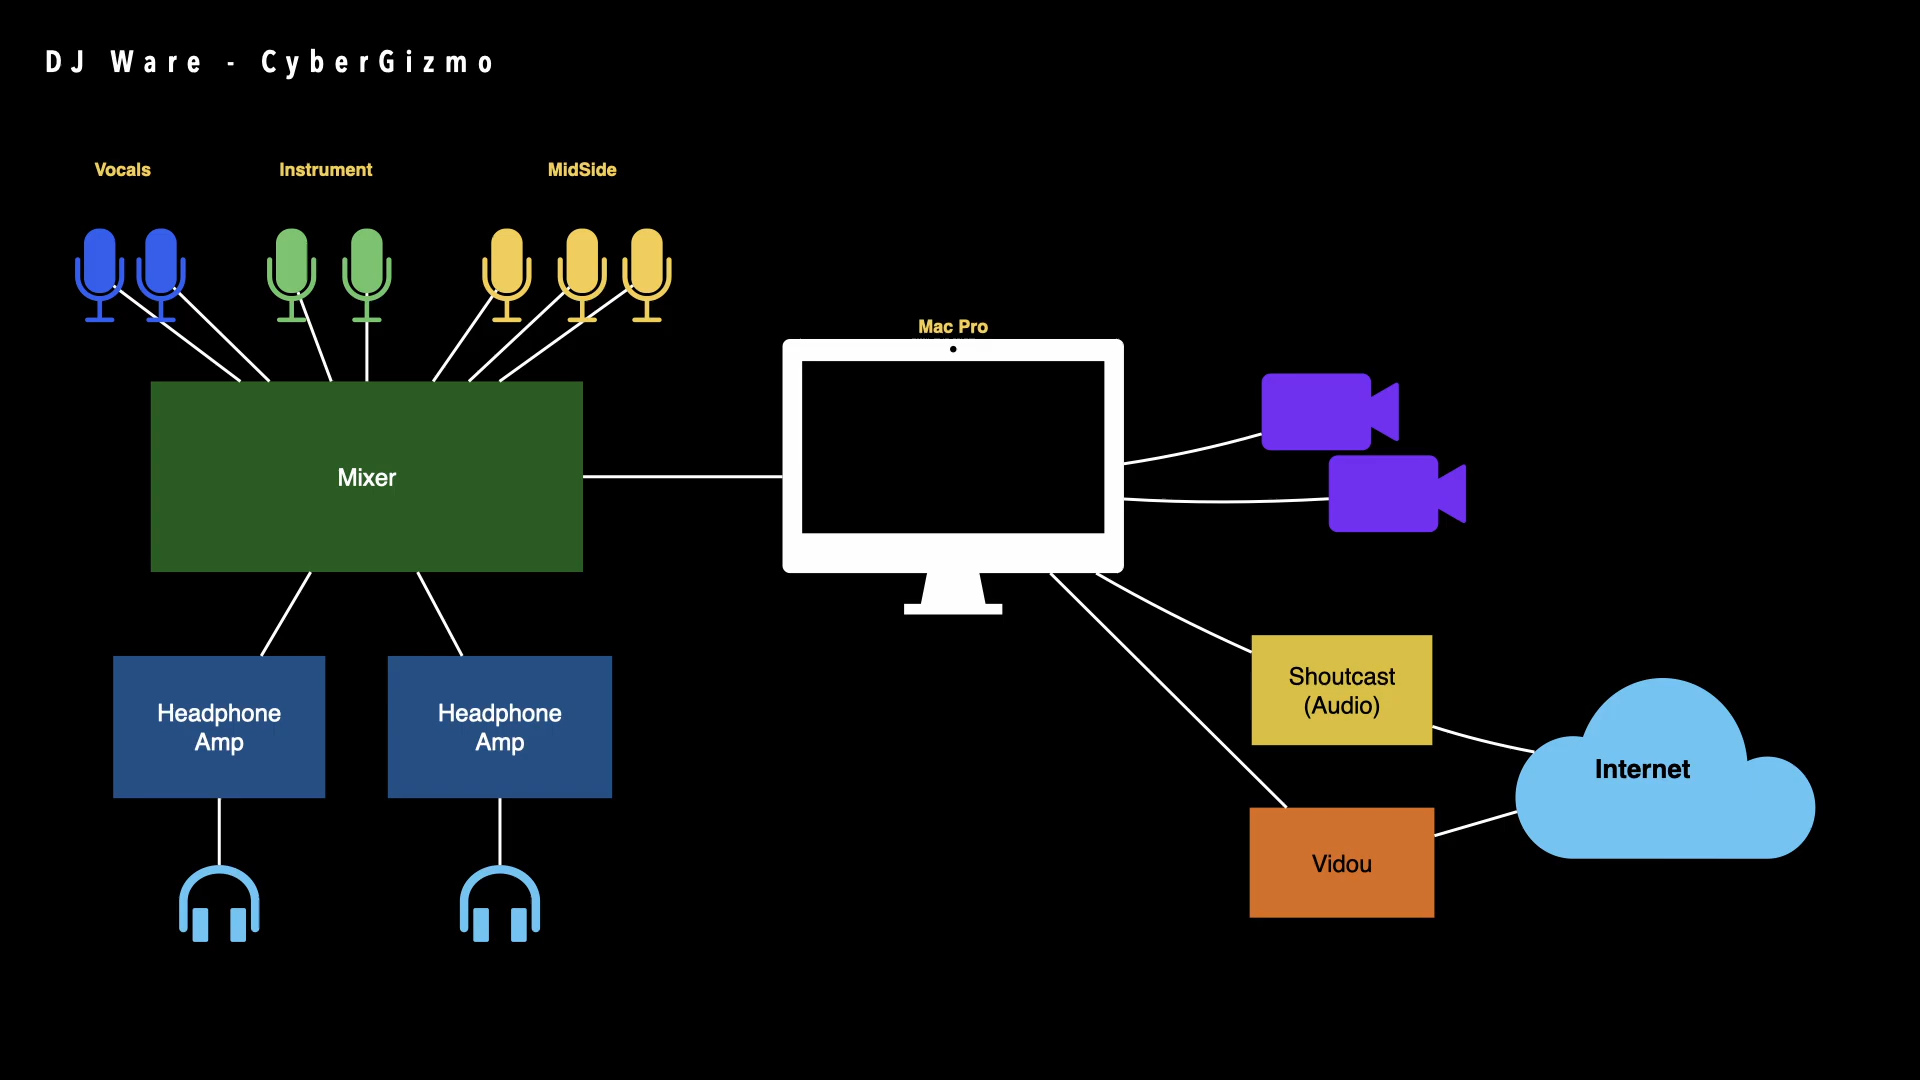 DJ Ware - CyberGizmo
Vocals
Instrument
MidSide
Mac Pro
Mixer
Headphone
Amp
Headphone
Amp
Shoutcast
(Audio)
Internet
Vidou